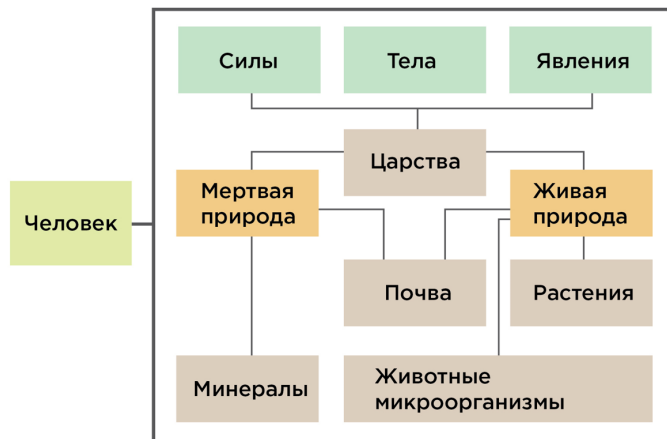 Силы
Тела
Явления
Царства
Мертвая
природа
Живая
природа
Человек
Почва
Растения
Минералы
Животные
микроорганизмы